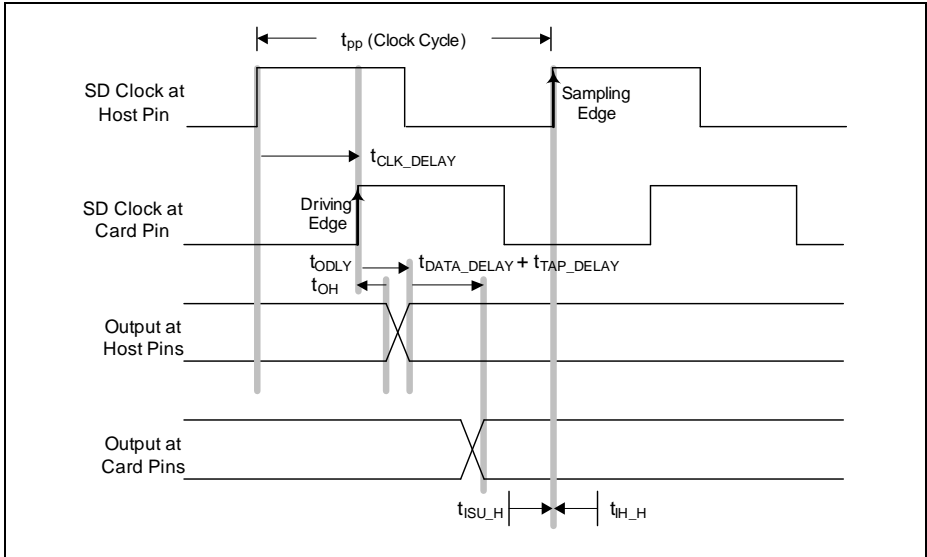 tpp (Clock Cycle)
SD Clock at
Host Pin
Sampling
Edge
tCLK_DELAY
SD Clock at
Card Pin
Driving
Edge
tODLY
tDATA_DELAY + tTAP_DELAY
tOH
Output at
Host Pins
Output at
Card Pins
tISU_H
tIH_H